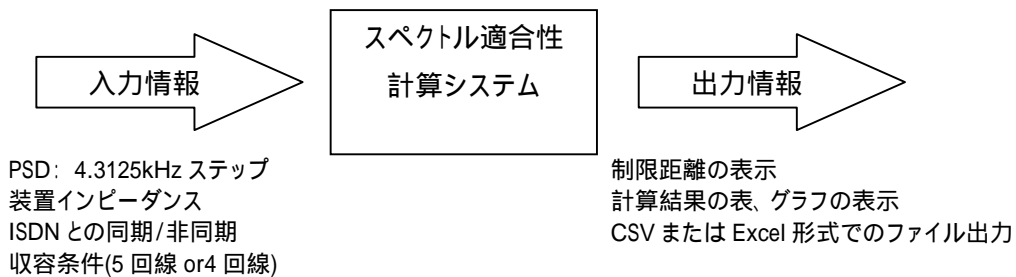 入力情報
スペクトル適合性
計算システム
出力情報
PSD: 4.3125kHz ステップ
装置インピーダンス
ISDN との同期/非同期
収容条件(5 回線 or4 回線)
制限距離の表示
計算結果の表、グラフの表示
CSV または Excel 形式でのファイル出力